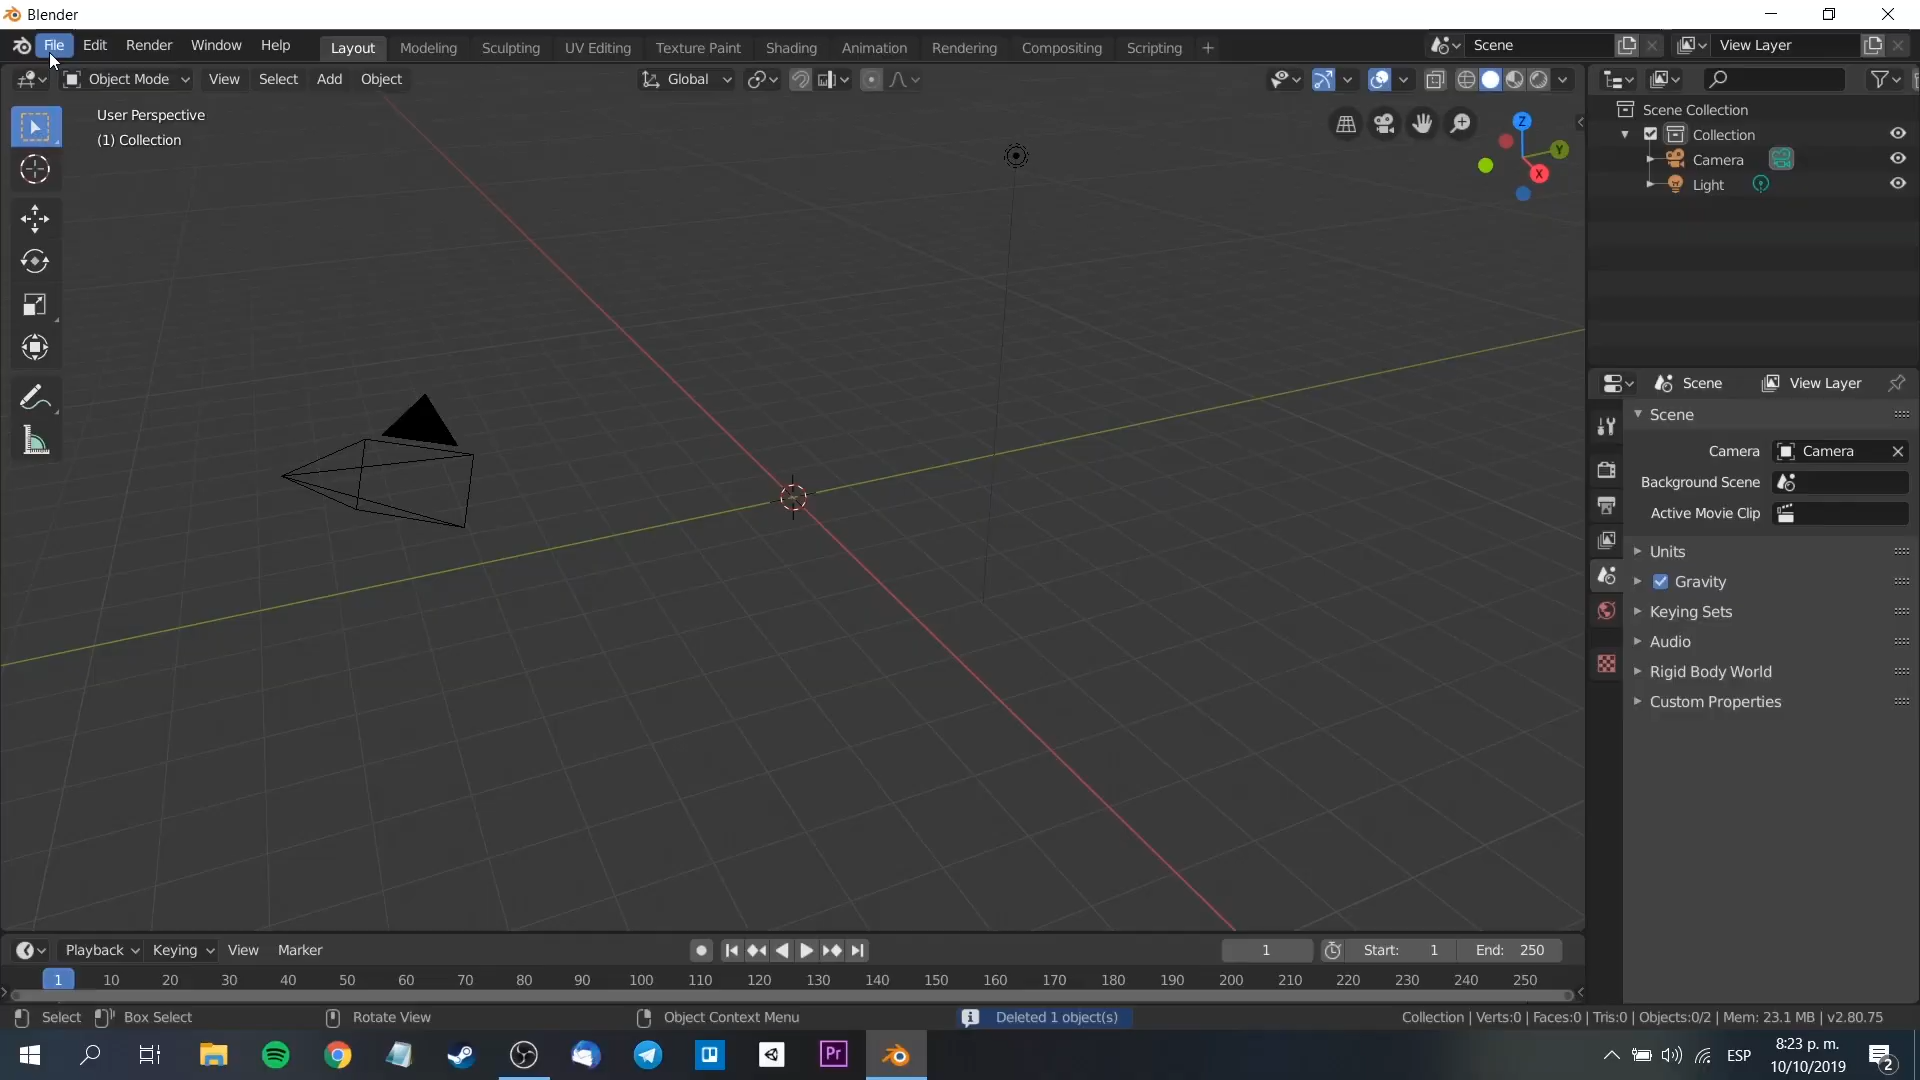 Blender
File Edit Render Window Help Layout Modeling Sculpting UV Editing Texture Paint Shading Animation Rendering Compositing Scripting + Scene View Layer
Object Mode View Select Add Object Global
User Perspective
(1) Collection
Z
Y
X
Scene Collection
Collection
Camera
Light
Scene View Layer
Scene
Camera Camera
Background Scene
Active Movie Clip
Units
Gravity
Keying Sets
Audio
Rigid Body World
Custom Properties
Playback Keying View Marker 1 Start: 1 End: 250
1 10 20 30 40 50 60 70 80 90 100 110 120 130 140 150 160 170 180 190 200 210 220 230 240 250
Select Box Select Rotate View Object Context Menu Deleted 1 object(s) Collection | Verts:0 | Faces:0 | Tris:0 | Objects:0/2 | Mem: 23.1 MB | v2.80.75
Pr ESP 8:23 p. m.
10/10/2019
2